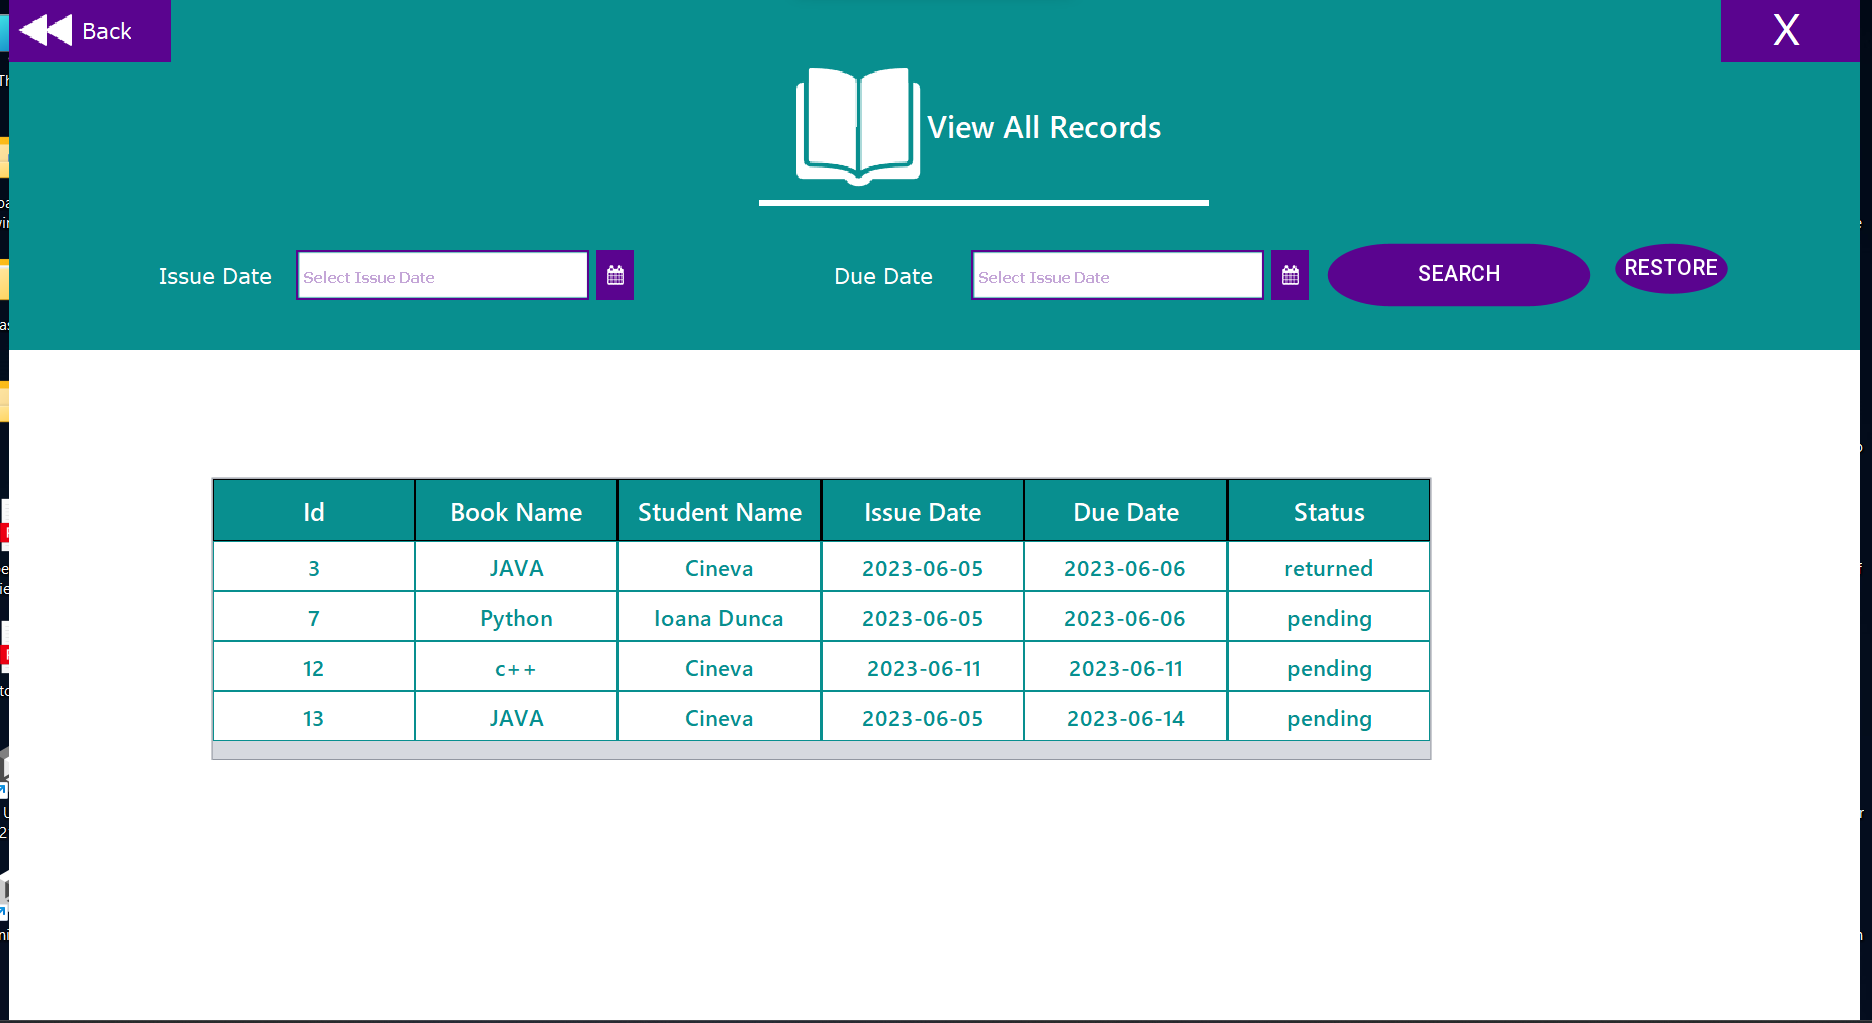 Back
X
View All Records
Issue Date Select Issue Date Due Date Select Issue Date SEARCH RESTORE
Id Book Name Student Name Issue Date Due Date Status
3 JAVA Cineva 2023-06-05 2023-06-06 returned
7 Python Ioana Dunca 2023-06-05 2023-06-06 pending
12 c++ Cineva 2023-06-11 2023-06-11 pending
13 JAVA Cineva 2023-06-05 2023-06-14 pending